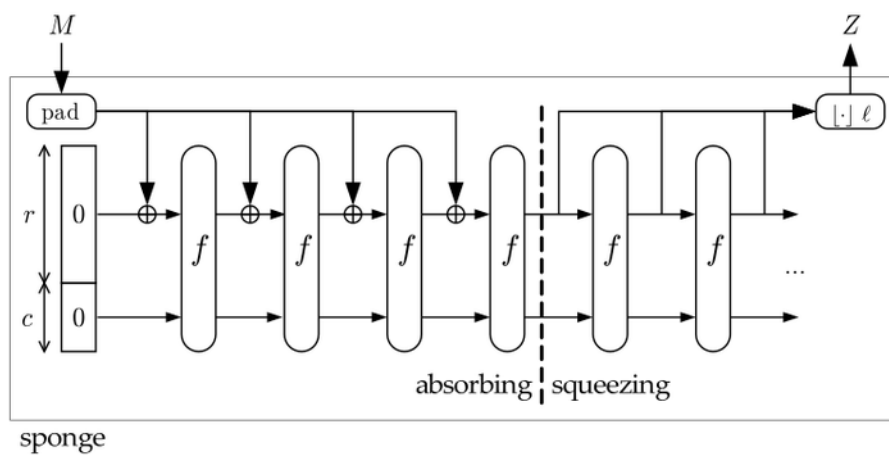 M Z
pad ⌊·⌋ ℓ
r 0 f f f f f f
...
c 0
absorbing squeezing
sponge